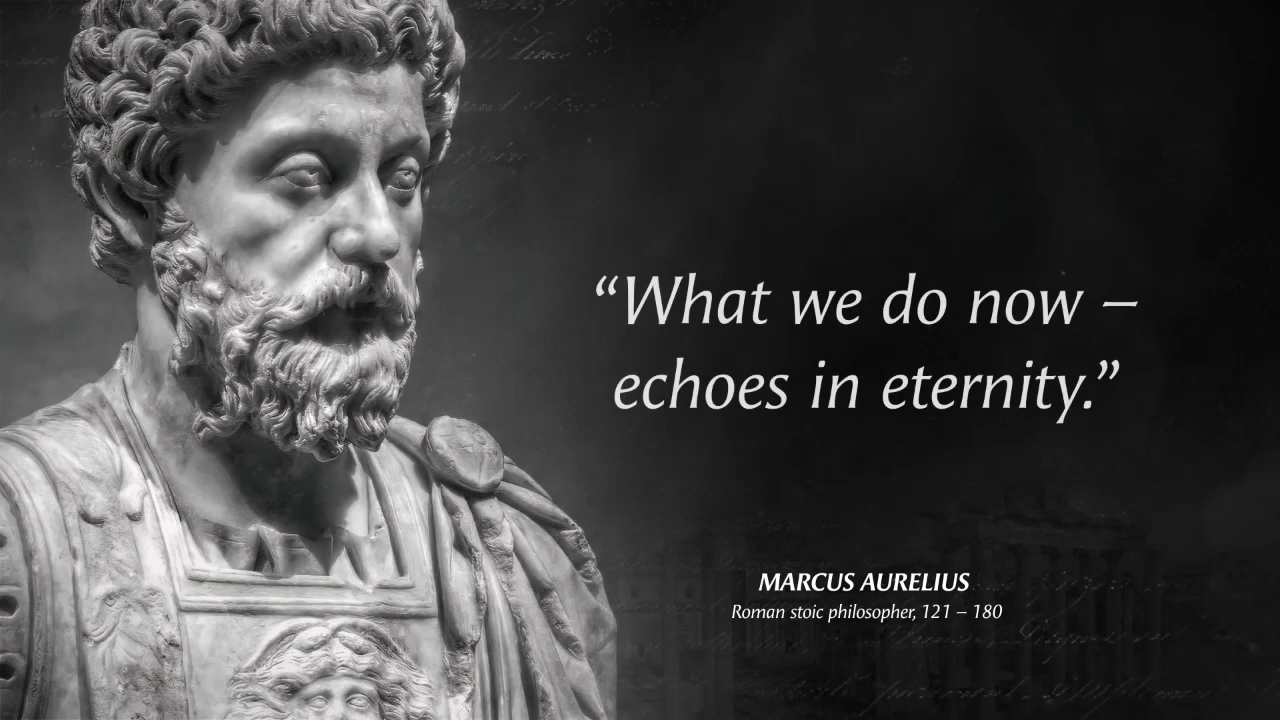 “What we do now –
echoes in eternity.”
MARCUS AURELIUS
Roman stoic philosopher, 121 – 180